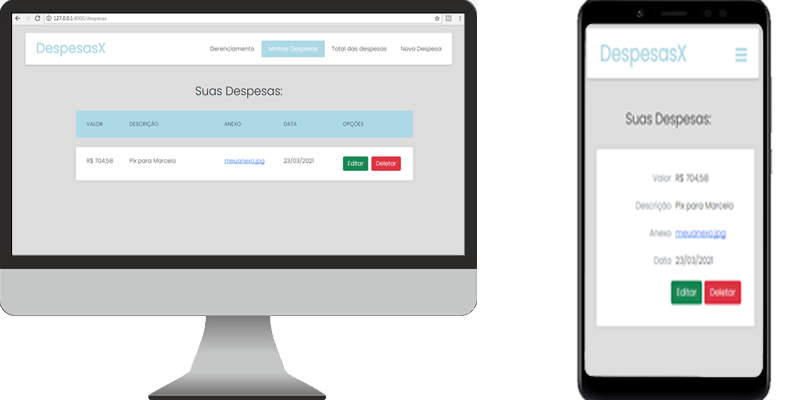 127.0.0.1:8000/despesas
DespesasX Gerenciamento Minhas Despesas Total das despesas Nova Despesa
Suas Despesas:
VALOR DESCRIÇÃO ANEXO DATA OPÇÕES
R$ 704,58 Pix para Marcelo meuanexo.jpg 23/03/2021 Editar Deletar
DespesasX
Suas Despesas:
Valor R$ 704,58
Descrição Pix para Marcelo
Anexo meuanexo.jpg
Data 23/03/2021
Editar Deletar